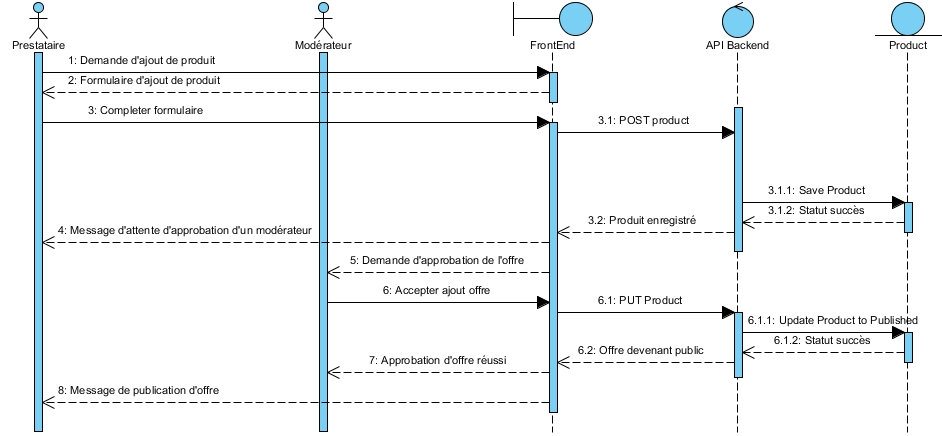 Prestataire
Modérateur
FrontEnd
API Backend
Product
1: Demande d'ajout de produit
2: Formulaire d'ajout de produit
3: Completer formulaire
3.1: POST product
3.1.1: Save Product
3.1.2: Statut succès
3.2: Produit enregistré
4: Message d'attente d'approbation d'un modérateur
5: Demande d'approbation de l'offre
6: Accepter ajout offre
6.1: PUT Product
6.1.1: Update Product to Published
6.1.2: Statut succès
6.2: Offre devenant public
7: Approbation d'offre réussi
8: Message de publication d'offre